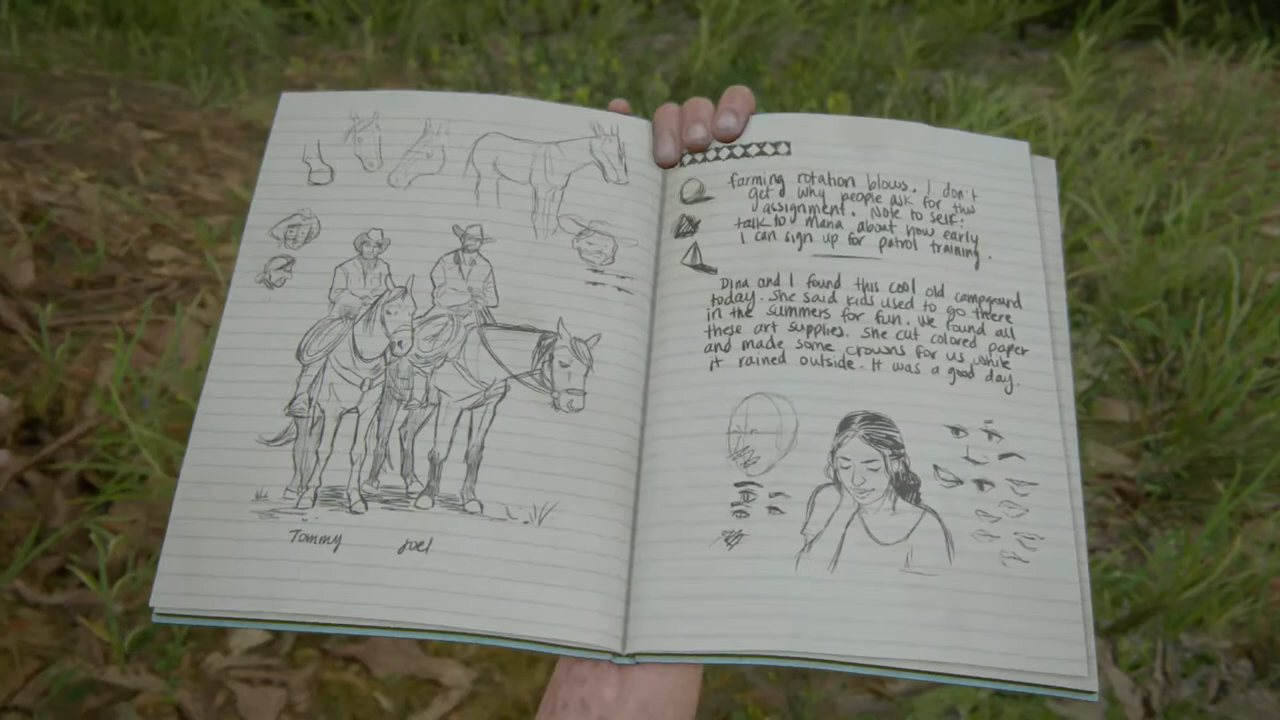 Tommy
Joel
farming rotation blows. I don't
get why people ask for this
assignment. Note to self:
talk to Maria about how early
I can sign up for patrol training.
Dina and I found this cool old campground
today. She said kids used to go there
in the summers for fun. We found all
these art supplies. She cut colored paper
and made some crowns for us while
it rained outside. It was a good day.